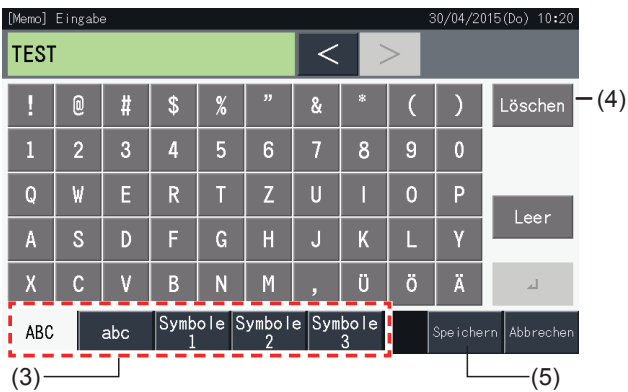 [Memo] Eingabe 30/04/2015(Do) 10:20
TEST < >
! @ # $ % " & * ( ) Löschen (4)
1 2 3 4 5 6 7 8 9 0
Q W E R T Z U I O P
Leer
A S D F G H J K L Y
X C V B N M , Ü Ö Ä ↵
ABC abc Symbole 1 Symbole 2 Symbole 3 Speichern Abbrechen
(3) (5)